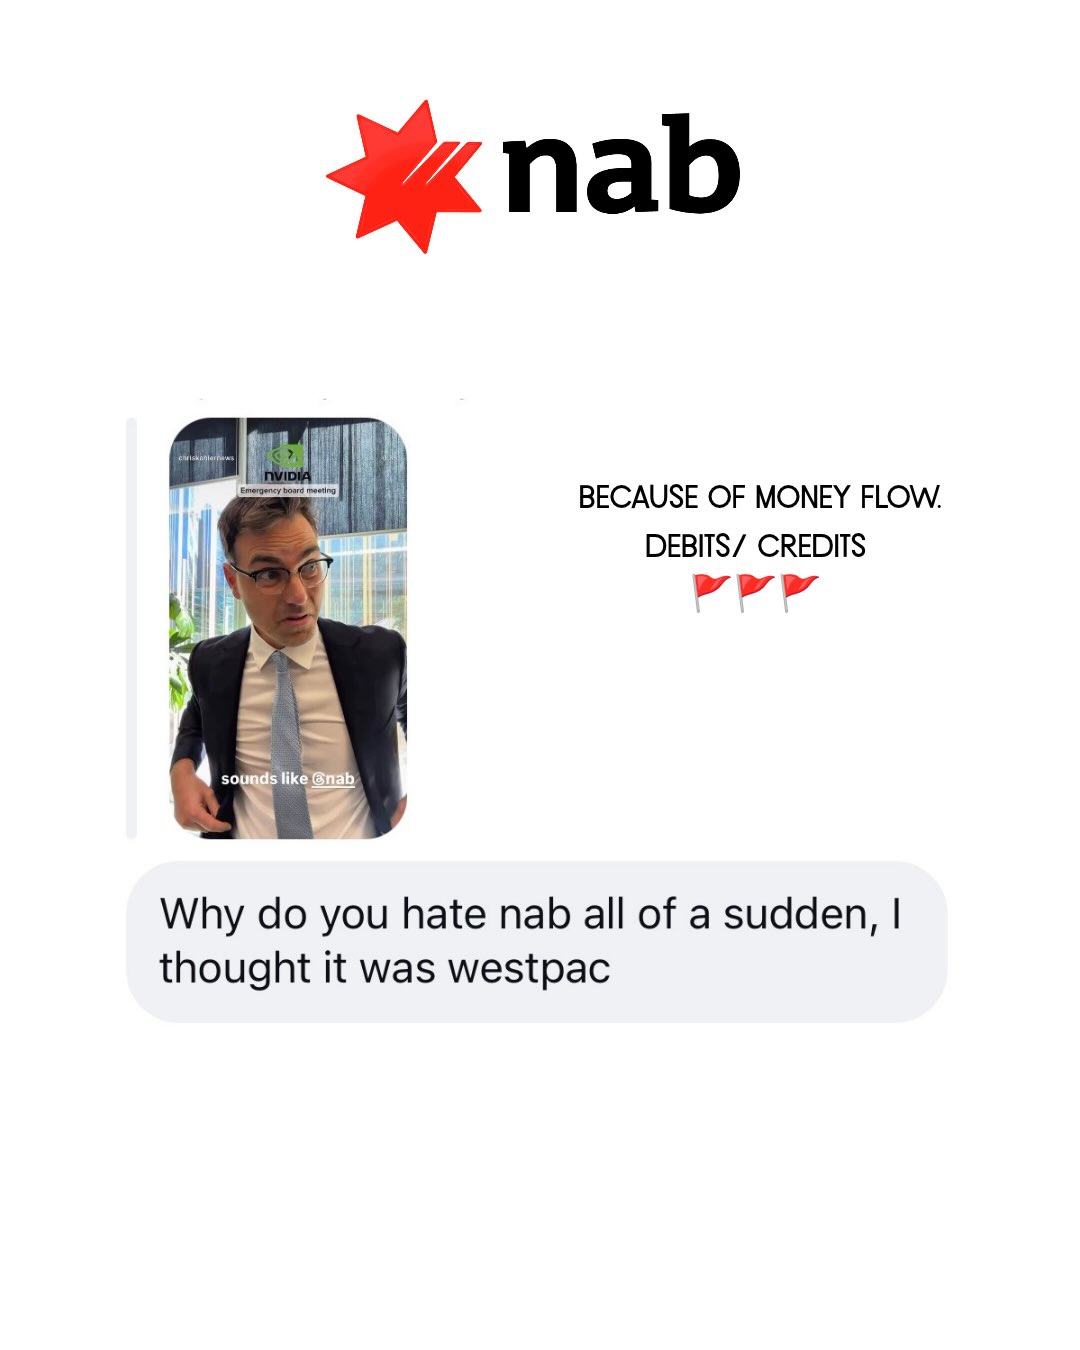 nab
chriskohlernews
nVIDIA
Emergency board meeting
BECAUSE OF MONEY FLOW.
DEBITS/ CREDITS
🚩🚩🚩
sounds like @nab
Why do you hate nab all of a sudden, I
thought it was westpac